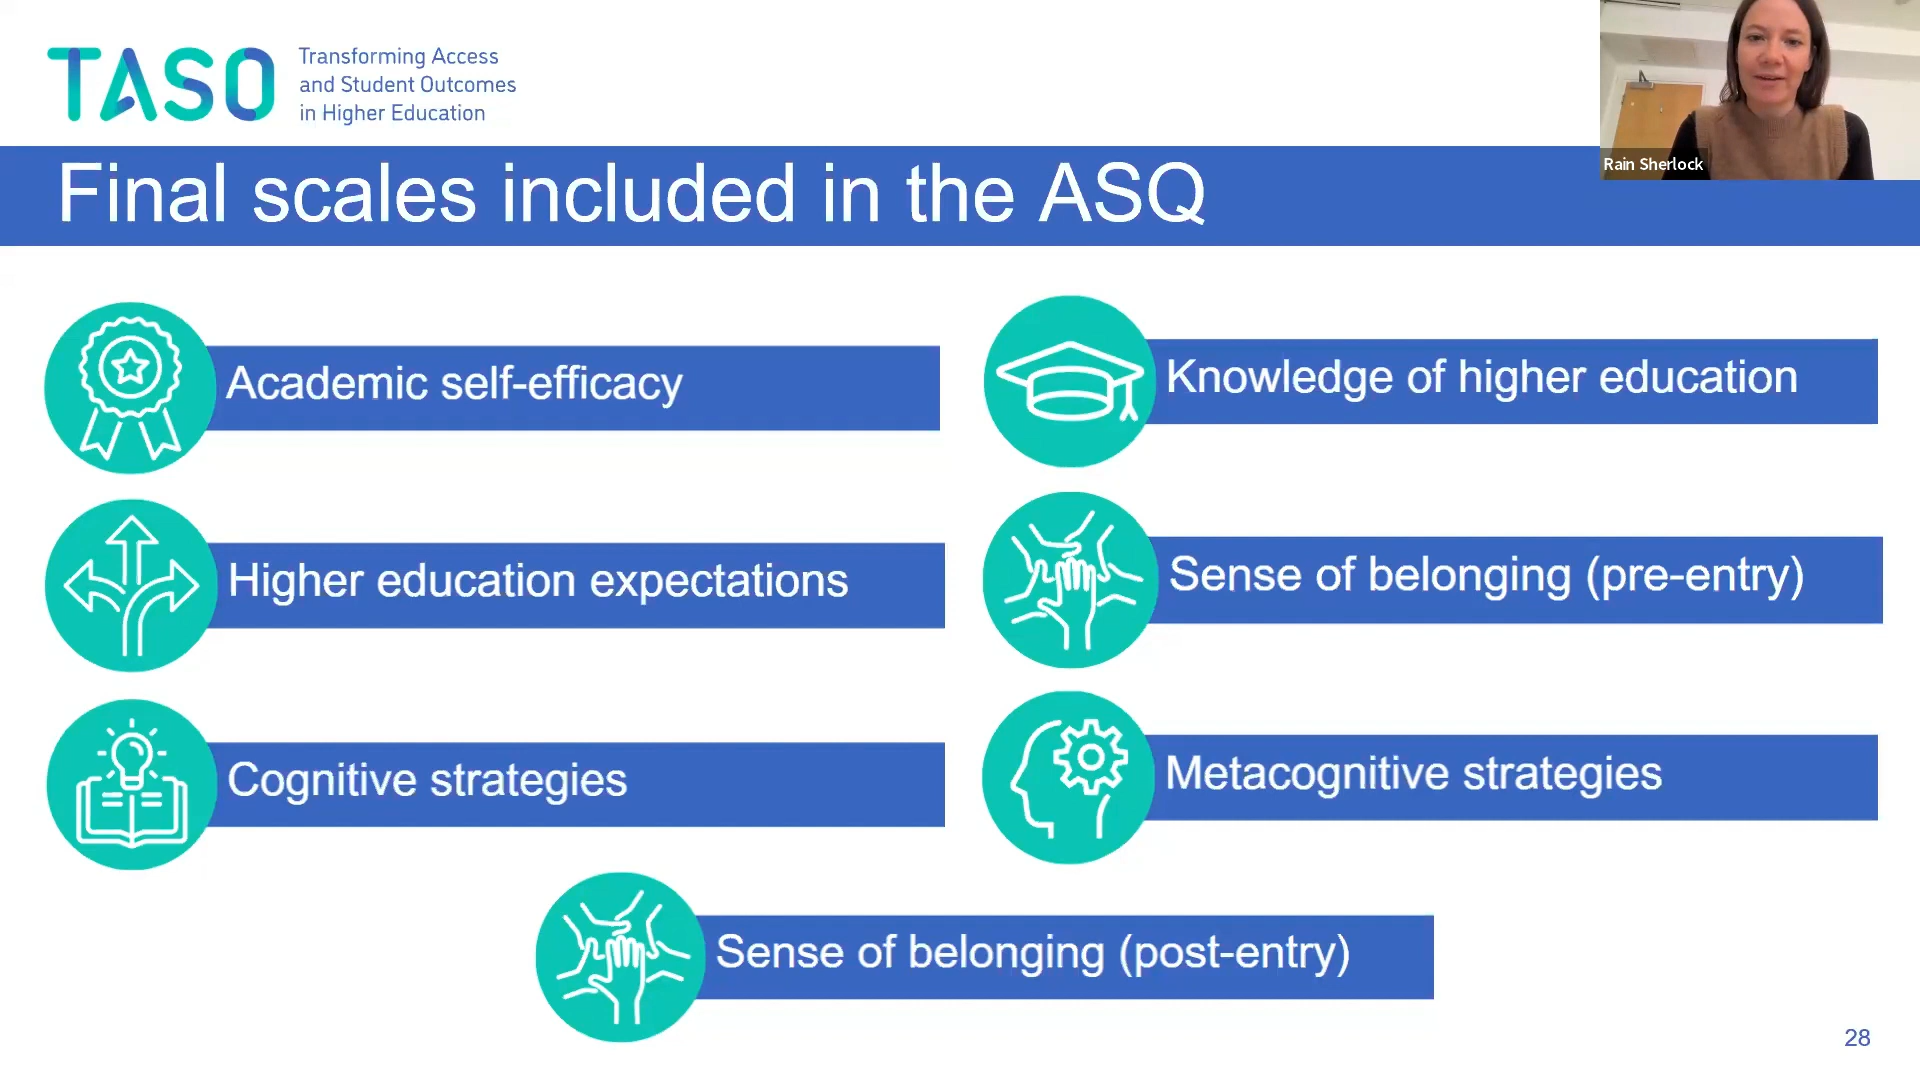 TASO
Transforming Access
and Student Outcomes
in Higher Education
Rain Sherlock
Final scales included in the ASQ
Academic self-efficacy
Knowledge of higher education
Higher education expectations
Sense of belonging (pre-entry)
Cognitive strategies
Metacognitive strategies
Sense of belonging (post-entry)
28